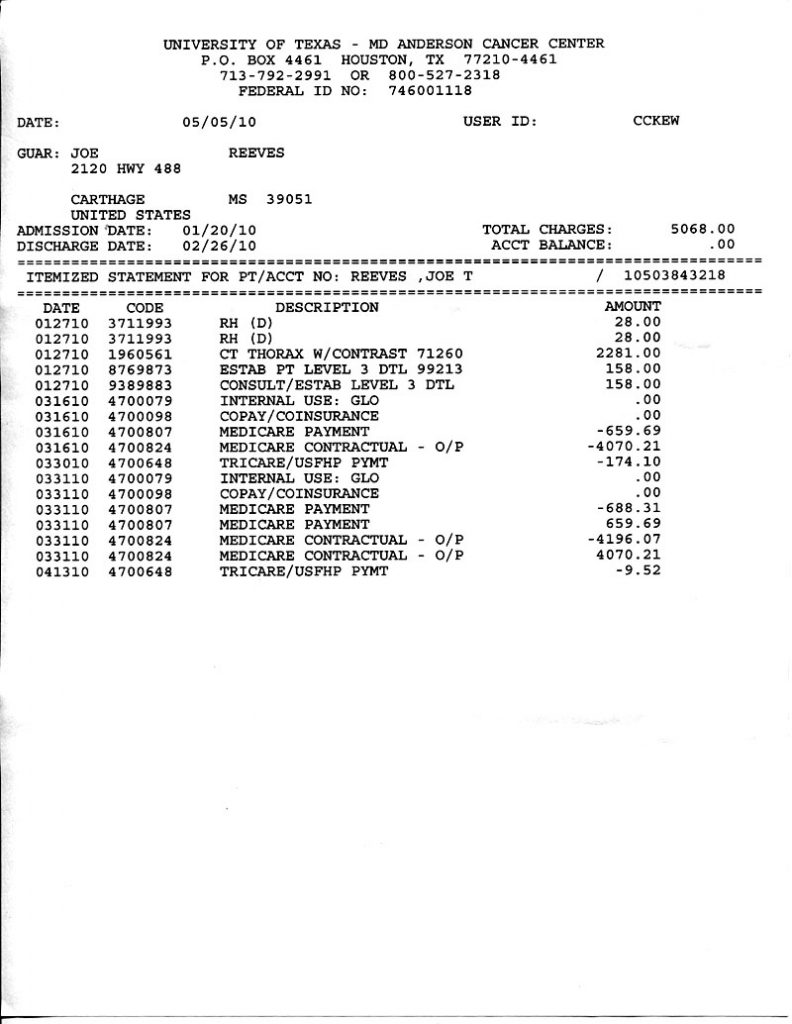 UNIVERSITY OF TEXAS - MD ANDERSON CANCER CENTER
P.O. BOX 4461 HOUSTON, TX 77210-4461
713-792-2991 OR 800-527-2318
FEDERAL ID NO: 746001118
DATE: 05/05/10 USER ID: CCKEW
GUAR: JOE REEVES
2120 HWY 488
CARTHAGE MS 39051
UNITED STATES
ADMISSION DATE: 01/20/10 TOTAL CHARGES: 5068.00
DISCHARGE DATE: 02/26/10 ACCT BALANCE: .00
ITEMIZED STATEMENT FOR PT/ACCT NO: REEVES ,JOE T / 10503843218
DATE CODE DESCRIPTION AMOUNT
012710 3711993 RH (D) 28.00
012710 3711993 RH (D) 28.00
012710 1960561 CT THORAX W/CONTRAST 71260 2281.00
012710 8769873 ESTAB PT LEVEL 3 DTL 99213 158.00
012710 9389883 CONSULT/ESTAB LEVEL 3 DTL 158.00
031610 4700079 INTERNAL USE: GLO .00
031610 4700098 COPAY/COINSURANCE .00
031610 4700807 MEDICARE PAYMENT -659.69
031610 4700824 MEDICARE CONTRACTUAL - O/P -4070.21
033010 4700648 TRICARE/USFHP PYMT -174.10
033110 4700079 INTERNAL USE: GLO .00
033110 4700098 COPAY/COINSURANCE .00
033110 4700807 MEDICARE PAYMENT -688.31
033110 4700807 MEDICARE PAYMENT 659.69
033110 4700824 MEDICARE CONTRACTUAL - O/P -4196.07
033110 4700824 MEDICARE CONTRACTUAL - O/P 4070.21
041310 4700648 TRICARE/USFHP PYMT -9.52